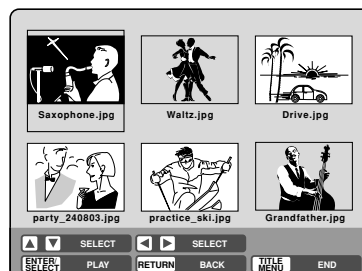 Saxophone.jpg Waltz.jpg Drive.jpg
party_240803.jpg practice_ski.jpg Grandfather.jpg
SELECT SELECT
ENTER/ SELECT PLAY RETURN BACK TITLE MENU END